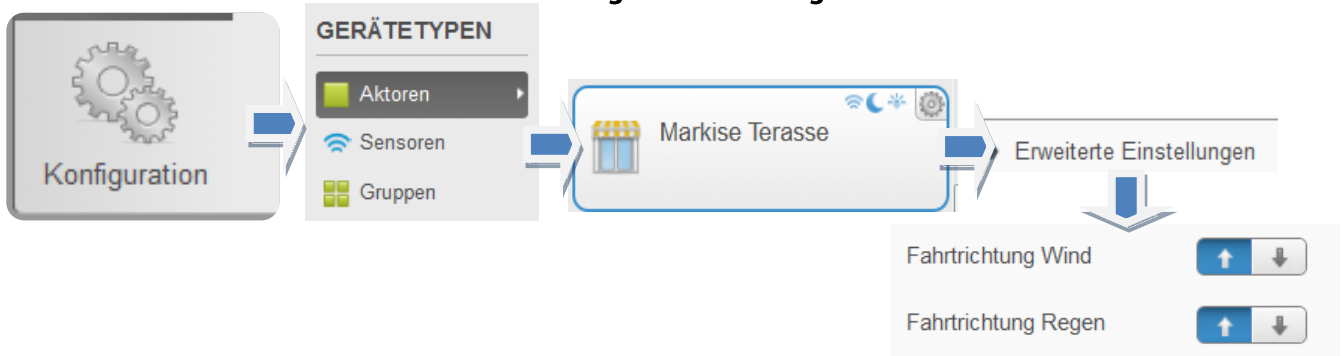 GERÄTETYPEN
Konfiguration
Aktoren
Sensoren
Gruppen
Markise Terasse
Erweiterte Einstellungen
Fahrtrichtung Wind
Fahrtrichtung Regen